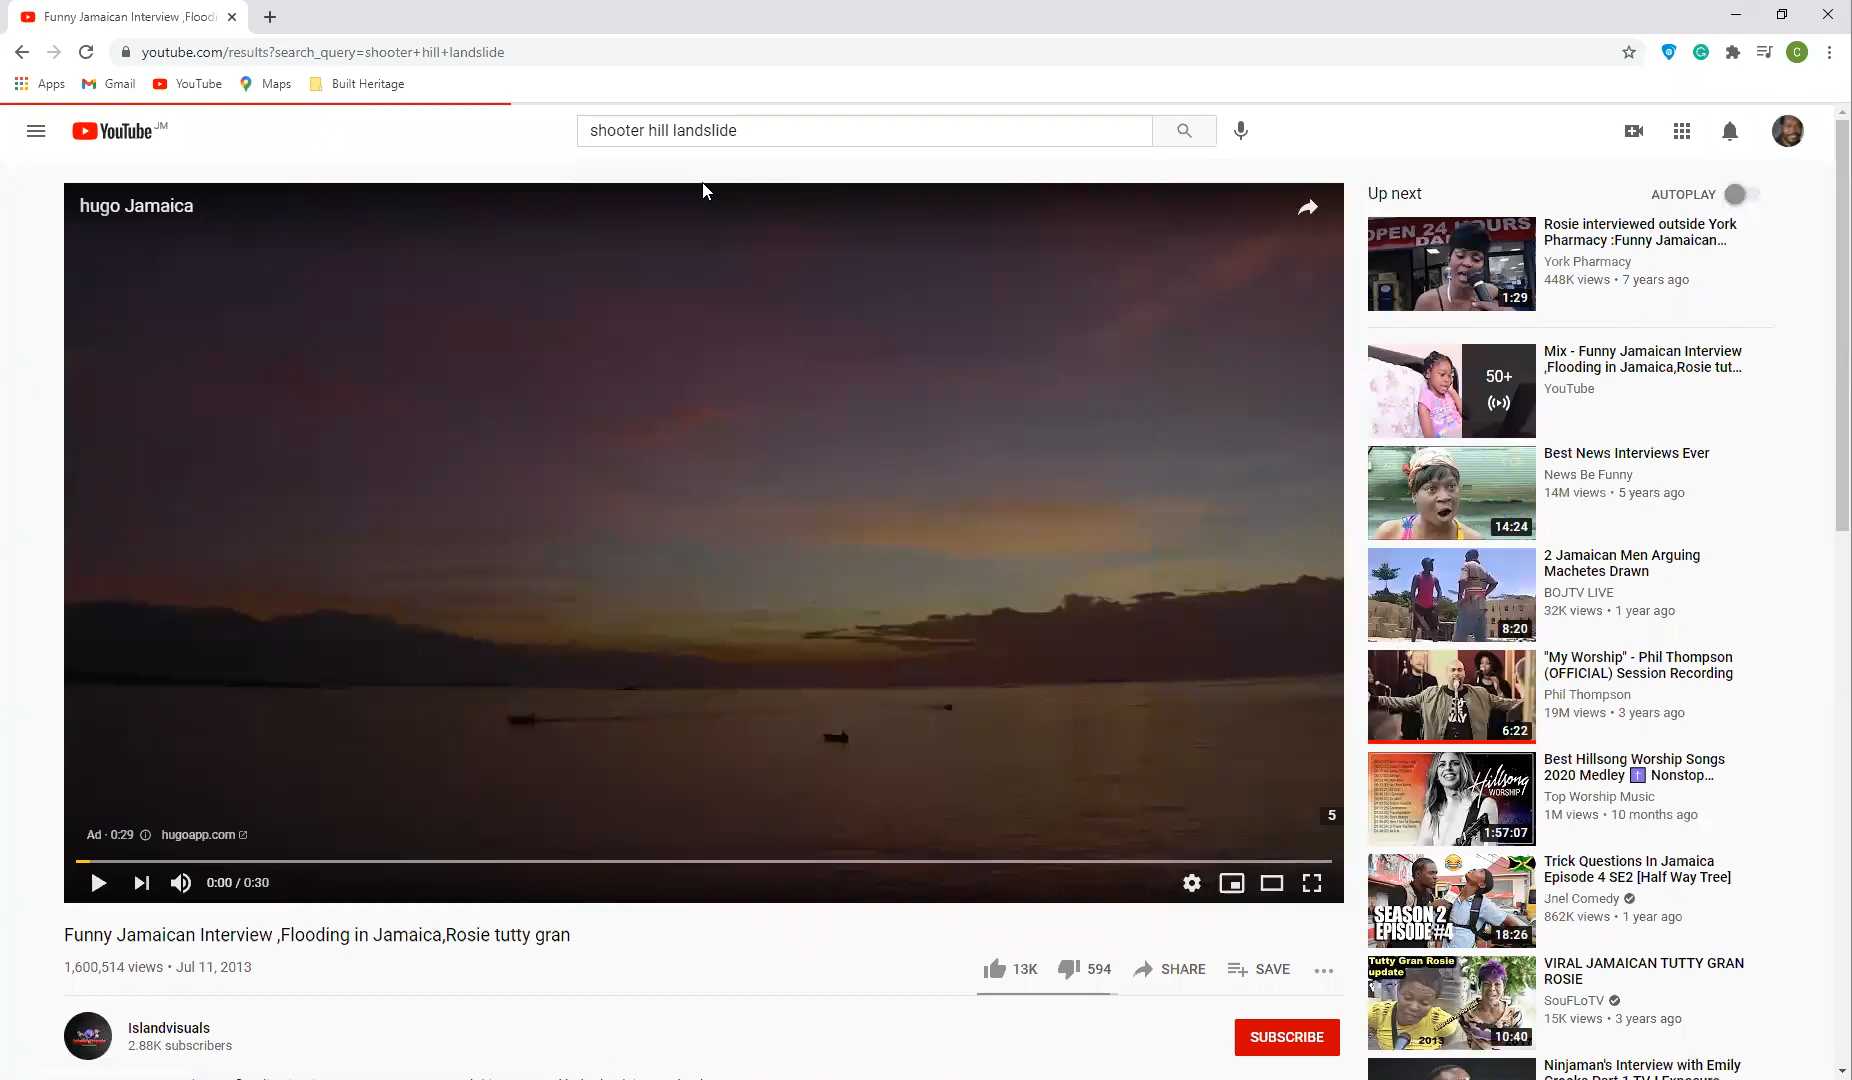 Funny Jamaican Interview ,Floodi
youtube.com/results?search_query=shooter+hill+landslide
C
Apps
Gmail
YouTube
Maps
Built Heritage
YouTube JM
shooter hill landslide
hugo Jamaica
5
Ad · 0:29
hugoapp.com
0:00 / 0:30
Funny Jamaican Interview ,Flooding in Jamaica,Rosie tutty gran
1,600,514 views • Jul 11, 2013
13K
594
SHARE
SAVE
Islandvisuals
2.88K subscribers
SUBSCRIBE
Up next
AUTOPLAY
OPEN 24 HOURS
1:29
Rosie interviewed outside York
Pharmacy :Funny Jamaican...
York Pharmacy
448K views • 7 years ago
50+
Mix - Funny Jamaican Interview
,Flooding in Jamaica,Rosie tut...
YouTube
14:24
Best News Interviews Ever
News Be Funny
14M views • 5 years ago
8:20
2 Jamaican Men Arguing
Machetes Drawn
BOJTV LIVE
32K views • 1 year ago
6:22
"My Worship" - Phil Thompson
(OFFICIAL) Session Recording
Phil Thompson
19M views • 3 years ago
Hillsong
WORSHIP
1:57:07
Best Hillsong Worship Songs
2020 Medley ✝ Nonstop...
Top Worship Music
1M views • 10 months ago
SEASON 2
EPISODE #4
18:26
Trick Questions In Jamaica
Episode 4 SE2 [Half Way Tree]
Jnel Comedy
862K views • 1 year ago
Tutty Gran Rosie
update
2013
10:40
VIRAL JAMAICAN TUTTY GRAN
ROSIE
SouFLoTV
15K views • 3 years ago
Ninjaman's Interview with Emily